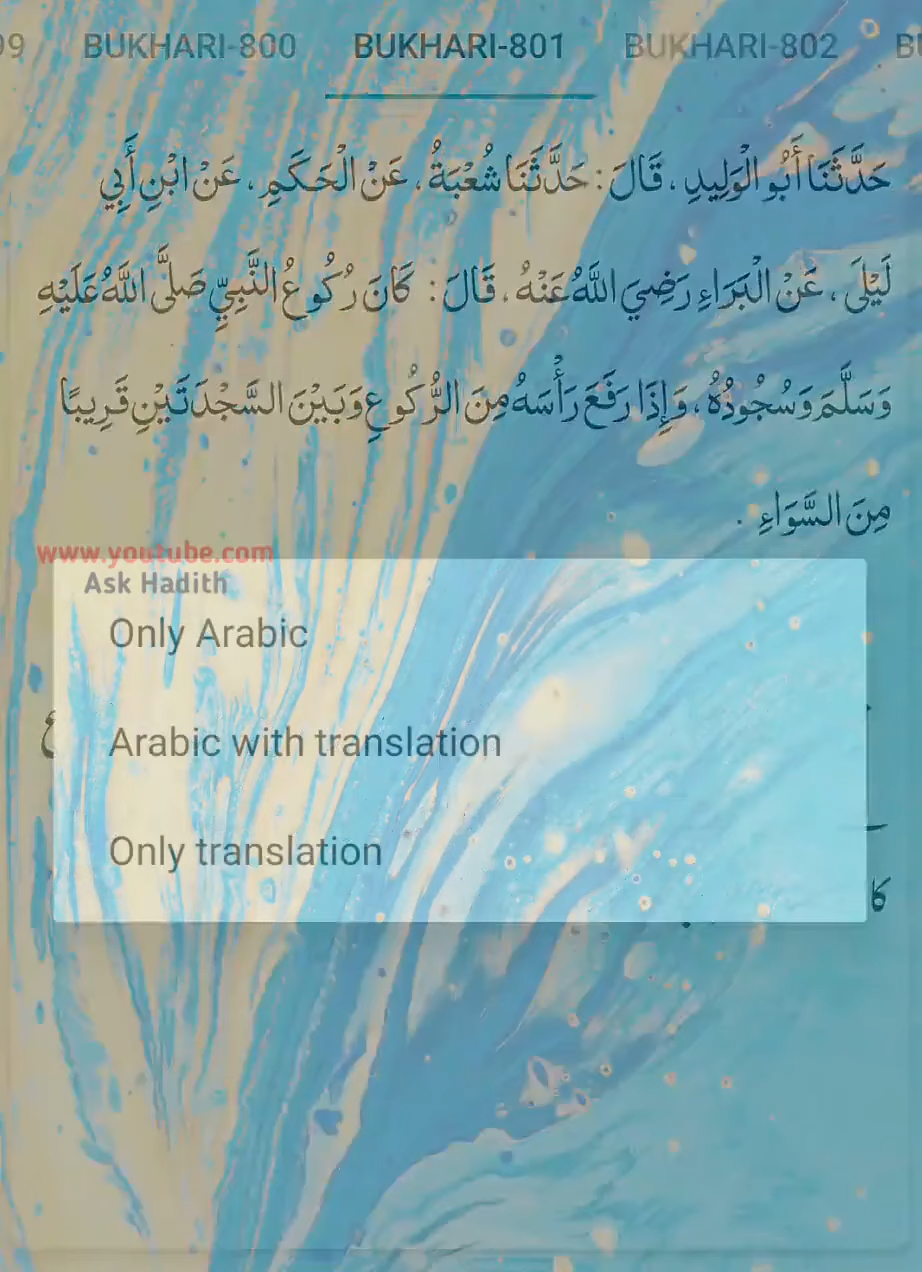 99 BUKHARI-800 BUKHARI-801 BUKHARI-802
حَدَّثَنَا أَبُو الْوَلِيدِ ، قَالَ : حَدَّثَنَا شُعْبَةُ ، عَنْ الْحَكَمِ ، عَنْ ابْنِ أَبِي
لَيْلَى ، عَنْ الْبَرَاءِ رَضِيَ اللَّهُ عَنْهُ ، قَالَ : كَانَ رُكُوعُ النَّبِيِّ صَلَّى اللَّهُ عَلَيْهِ
وَسَلَّمَ وَسُجُودُهُ ، وَإِذَا رَفَعَ رَأْسَهُ مِنَ الرُّكُوعِ وَبَيْنَ السَّجْدَتَيْنِ قَرِيبًا
مِنَ السَّوَاءِ .
www.youtube.com
Ask Hadith
Only Arabic
Arabic with translation
Only translation